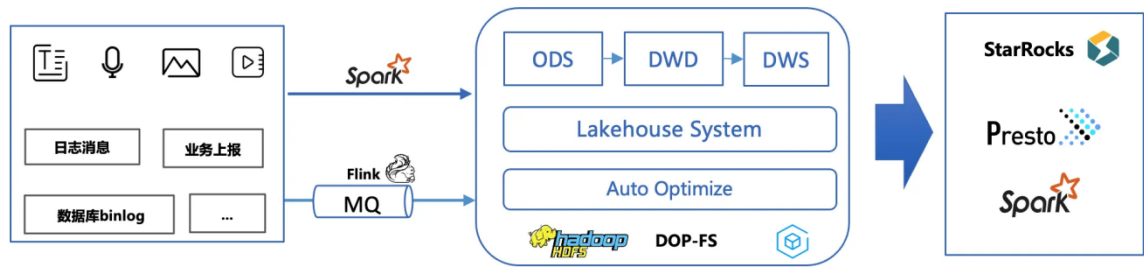 T
日志消息
业务上报
数据库binlog
...
Spark
Flink
MQ
ODS
DWD
DWS
Lakehouse System
Auto Optimize
hadoop
HDFS
DOP-FS
StarRocks
Presto
Spark